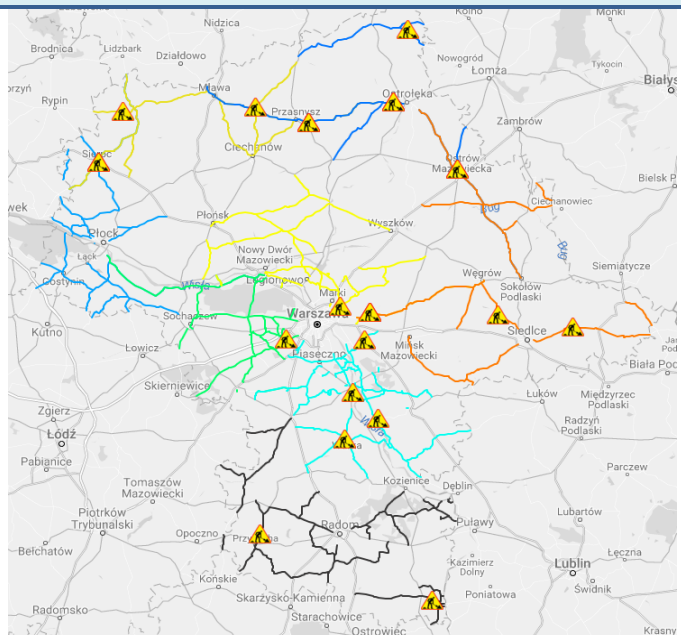 Nidzica
Kolno
Mońki
Brodnica
Lidzbark
Działdowo
Nowogród
Łomża
Tykocin
Rypin
Mława
Ostrołęka
Przasnysz
Zambrów
Ciechanów
Ostrów
Mazowiecka
Bielsk P
Ciechanowiec
Bug
Płońsk
Wyszków
Płock
Łąck
Nowy Dwór
Mazowiecki
Bug
Siemiatycze
Gostynin
Wisła
Legionowo
Marki
Węgrów
Sokołów
Podlaski
Sochaczew
Warszawa
Kutno
Łowicz
Piaseczno
Mińsk
Mazowiecki
Siedlce
Biała Pod
Skierniewice
Łuków
Międzyrzec
Podlaski
Zgierz
Łódź
Radzyń
Podlaski
Pabianice
Parczew
Tomaszów
Mazowiecki
Kozienice
Dęblin
Piotrków
Trybunalski
Opoczno
Radom
Puławy
Lubartów
Bełchatów
Łęczna
Końskie
Kazimierz
Dolny
Lublin
Poniatowa
Świdnik
Radomsko
Skarżysko-Kamienna
Starachowice
Ostrowiec
Krasny